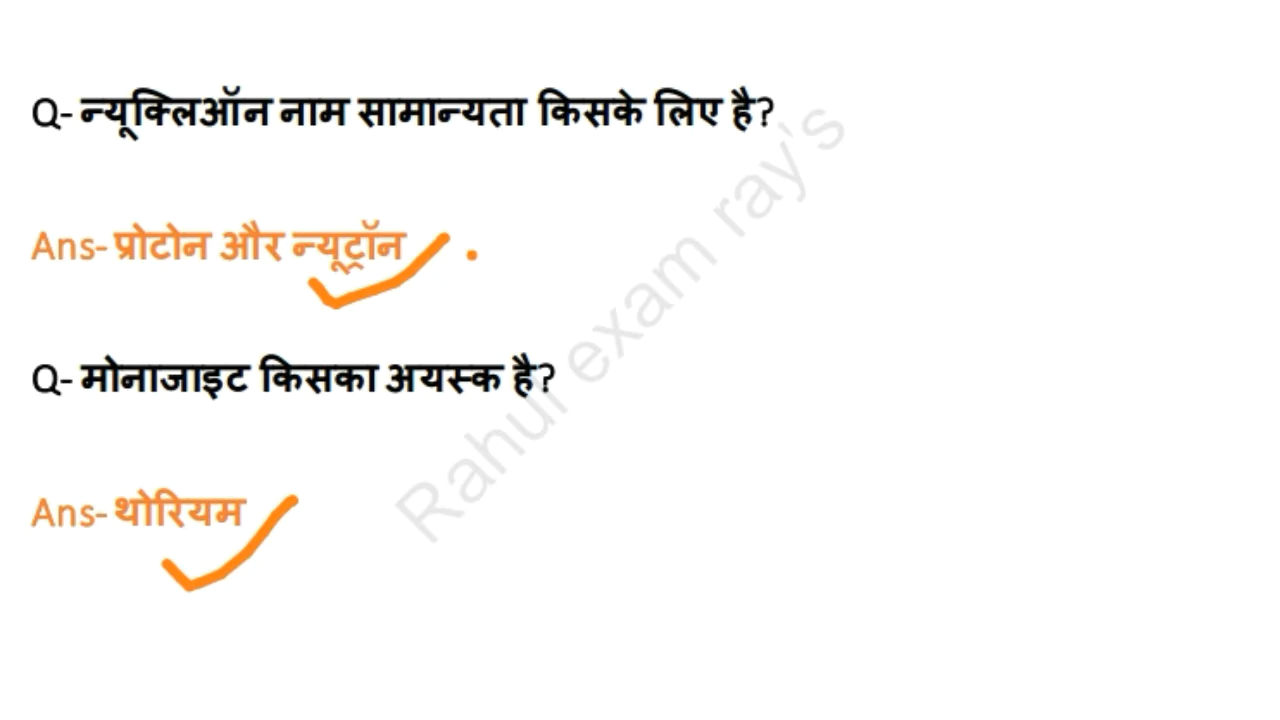 Q- न्यूक्लिऑन नाम सामान्यता किसके लिए है?
Ans- प्रोटोन और न्यूट्रॉन .
Q- मोनाजाइट किसका अयस्क है?
Ans- थोरियम
Rahul exam ray's